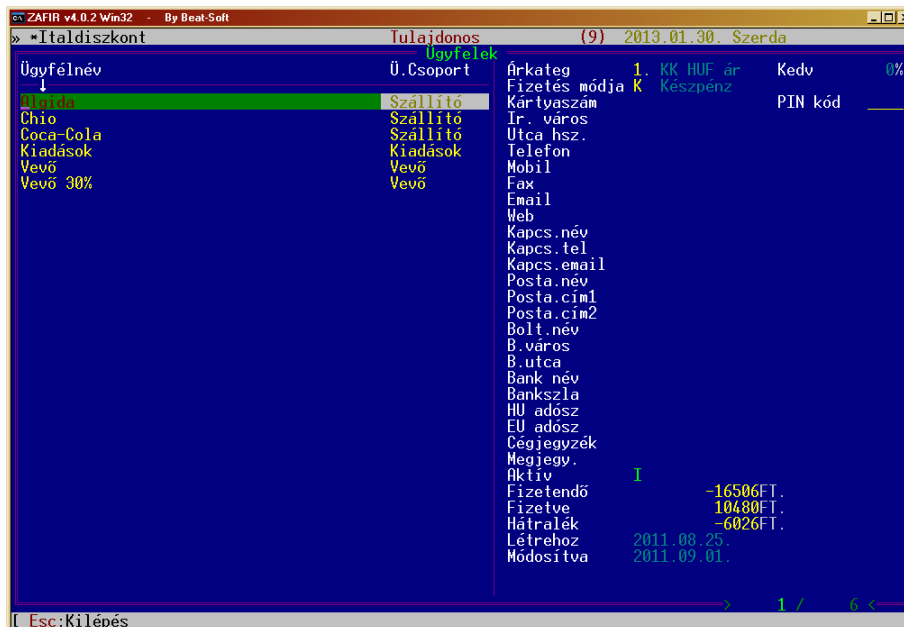 ZAFIR v4.0.2 Win32 - By Beat-Soft
» *Italdiszkont Tulajdonos (9) 2013.01.30. Szerda
Ügyfelek
Ügyfélnév Ü.Csoport
Algida Szállító
Chio Szállító
Coca-Cola Szállító
Kiadások Kiadások
Vevő Vevő
Vevő 30% Vevő
Árkateg 1. KK HUF ár Kedv 0%
Fizetés módja K Készpénz
Kártyaszám PIN kód ____
Ir. város
Utca hsz.
Telefon
Mobil
Fax
Email
Web
Kapcs.név
Kapcs.tel
Kapcs.email
Posta.név
Posta.cím1
Posta.cím2
Bolt.név
B.város
B.utca
Bank név
Bankszla
HU adósz
EU adósz
Cégjegyzék
Megjegy.
Aktív I
Fizetendő -16506FT.
Fizetve 10480FT.
Hátralék -6026FT.
Létrehoz 2011.08.25.
Módosítva 2011.09.01.
> 1 / 6 <
[ Esc:Kilépés